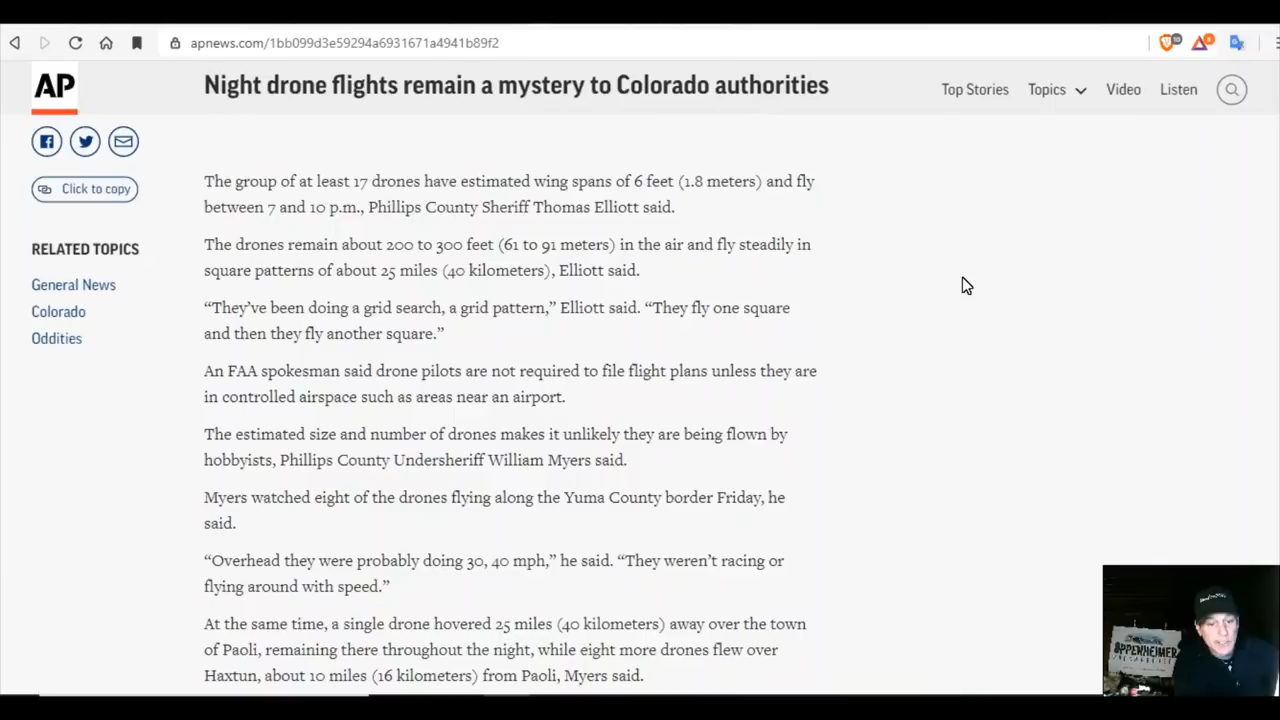 apnews.com/1bb099d3e59294a6931671a4941b89f2
AP
Night drone flights remain a mystery to Colorado authorities
Top Stories
Topics
Video
Listen
Click to copy
RELATED TOPICS
General News
Colorado
Oddities
The group of at least 17 drones have estimated wing spans of 6 feet (1.8 meters) and fly
between 7 and 10 p.m., Phillips County Sheriff Thomas Elliott said.
The drones remain about 200 to 300 feet (61 to 91 meters) in the air and fly steadily in
square patterns of about 25 miles (40 kilometers), Elliott said.
“They’ve been doing a grid search, a grid pattern,” Elliott said. “They fly one square
and then they fly another square.”
An FAA spokesman said drone pilots are not required to file flight plans unless they are
in controlled airspace such as areas near an airport.
The estimated size and number of drones makes it unlikely they are being flown by
hobbyists, Phillips County Undersheriff William Myers said.
Myers watched eight of the drones flying along the Yuma County border Friday, he
said.
“Overhead they were probably doing 30, 40 mph,” he said. “They weren’t racing or
flying around with speed.”
At the same time, a single drone hovered 25 miles (40 kilometers) away over the town
of Paoli, remaining there throughout the night, while eight more drones flew over
Haxtun, about 10 miles (16 kilometers) from Paoli, Myers said.
OPPENHEIMER